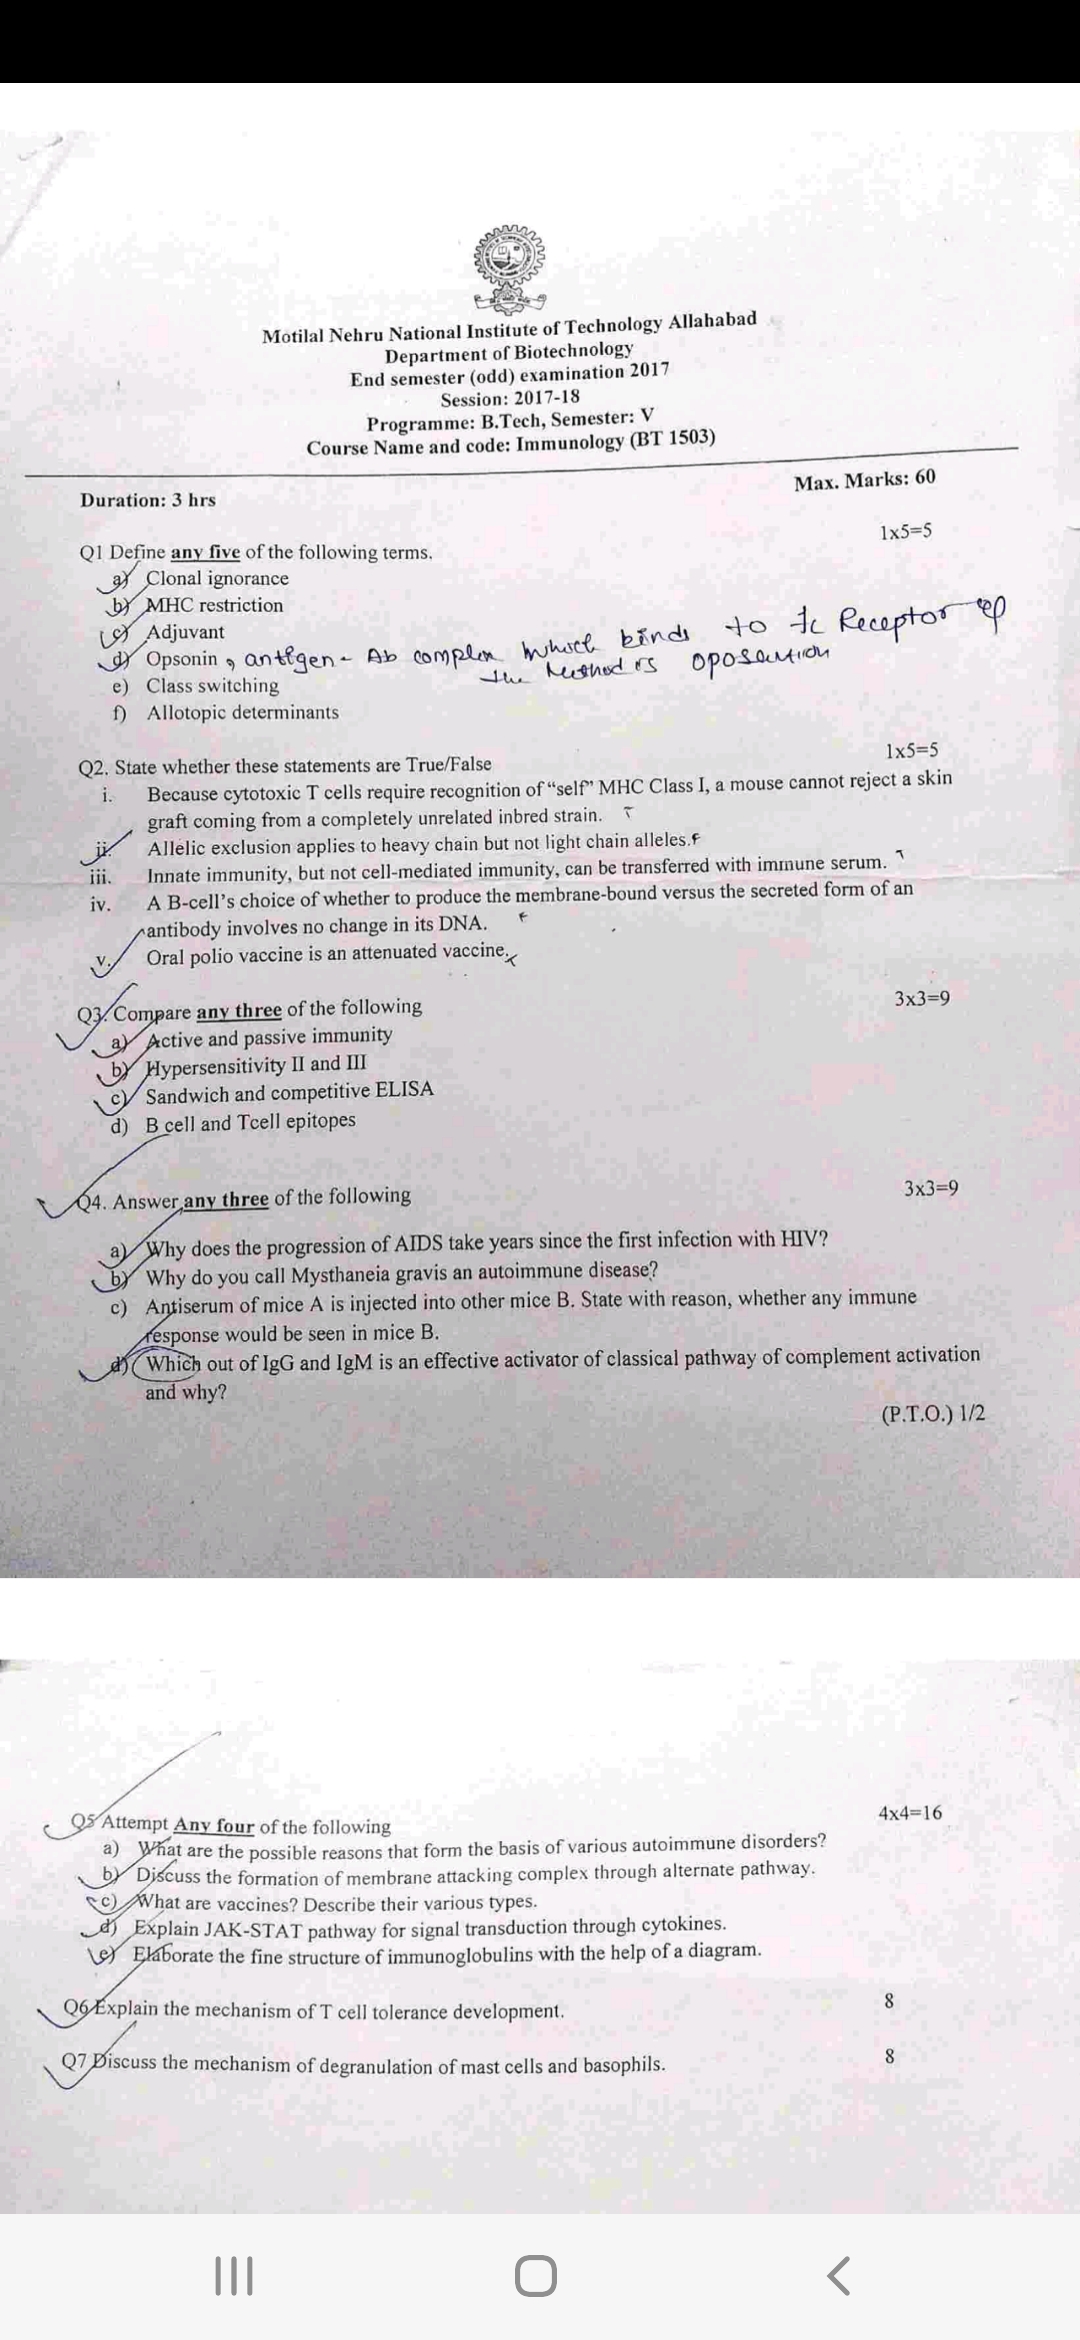 Motilal Nehru National Institute of Technology Allahabad
Department of Biotechnology
End semester (odd) examination 2017
Session: 2017-18
Programme: B.Tech, Semester: V
Course Name and code: Immunology (BT 1503)
Duration: 3 hrs Max. Marks: 60
Q1 Define any five of the following terms. 1x5=5
a) Clonal ignorance
b) MHC restriction
c) Adjuvant
d) Opsonin, antigen - Ab complex which binds to Fc Receptor of
the Method is
e) Class switching
f) Allotopic determinants
Q2. State whether these statements are True/False 1x5=5
i. Because cytotoxic T cells require recognition of “self” MHC Class I, a mouse cannot reject a skin
graft coming from a completely unrelated inbred strain. T
ii. Allelic exclusion applies to heavy chain but not light chain alleles. F
iii. Innate immunity, but not cell-mediated immunity, can be transferred with immune serum.
iv. A B-cell’s choice of whether to produce the membrane-bound versus the secreted form of an
antibody involves no change in its DNA. F
v. Oral polio vaccine is an attenuated vaccine.
Q3. Compare any three of the following 3x3=9
a) Active and passive immunity
b) Hypersensitivity II and III
c) Sandwich and competitive ELISA
d) B cell and Tcell epitopes
Q4. Answer any three of the following 3x3=9
a) Why does the progression of AIDS take years since the first infection with HIV?
b) Why do you call Mysthaneia gravis an autoimmune disease?
c) Antiserum of mice A is injected into other mice B. State with reason, whether any immune
response would be seen in mice B.
d) Which out of IgG and IgM is an effective activator of classical pathway of complement activation
and why?
(P.T.O.) 1/2
Q5 Attempt Any four of the following 4x4=16
a) What are the possible reasons that form the basis of various autoimmune disorders?
b) Discuss the formation of membrane attacking complex through alternate pathway.
c) What are vaccines? Describe their various types.
d) Explain JAK-STAT pathway for signal transduction through cytokines.
e) Elaborate the fine structure of immunoglobulins with the help of a diagram.
Q6 Explain the mechanism of T cell tolerance development. 8
Q7 Discuss the mechanism of degranulation of mast cells and basophils. 8